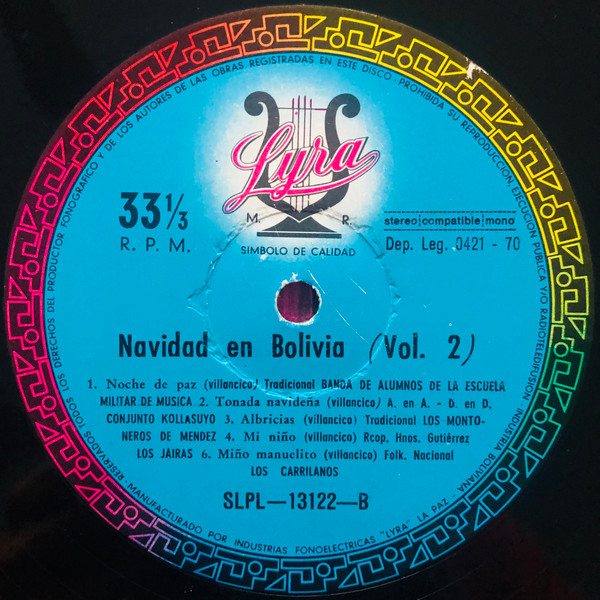 RESERVADOS TODOS LOS DERECHOS DEL PRODUCTOR FONOGRAFICO Y DE LOS AUTORES DE LAS OBRAS REGISTRADAS EN ESTE DISCO - PROHIBIDA SU REPRODUCCION EJECUCION PUBLICA Y/O RADIOTELEDIFUSION INDUSTRIA BOLIVIANA
Lyra
M R
SIMBOLO DE CALIDAD
33 1/3
R. P. M.
stereo compatible mono
Dep. Leg. 0421 - 70
Navidad en Bolivia (Vol. 2)
1. Noche de paz (villancico) Tradicional BANDA DE ALUMNOS DE LA ESCUELA
MILITAR DE MUSICA 2. Tonada navideña (villancico) A. en A. - D. en D,
CONJUNTO KOLLASUYO 3. Albricias (villancico) Tradicional LOS MONTO-
NEROS DE MENDEZ 4. Mi niño (villancico) Rcop. Hnos. Gutiérrez
LOS JAIRAS 6. Miño manuelito (villancico) Folk. Nacional
LOS CARRILANOS
SLPL-13122-B
MANUFACTURADO POR INDUSTRIAS FONOELECTRICAS "LYRA" LA PAZ -